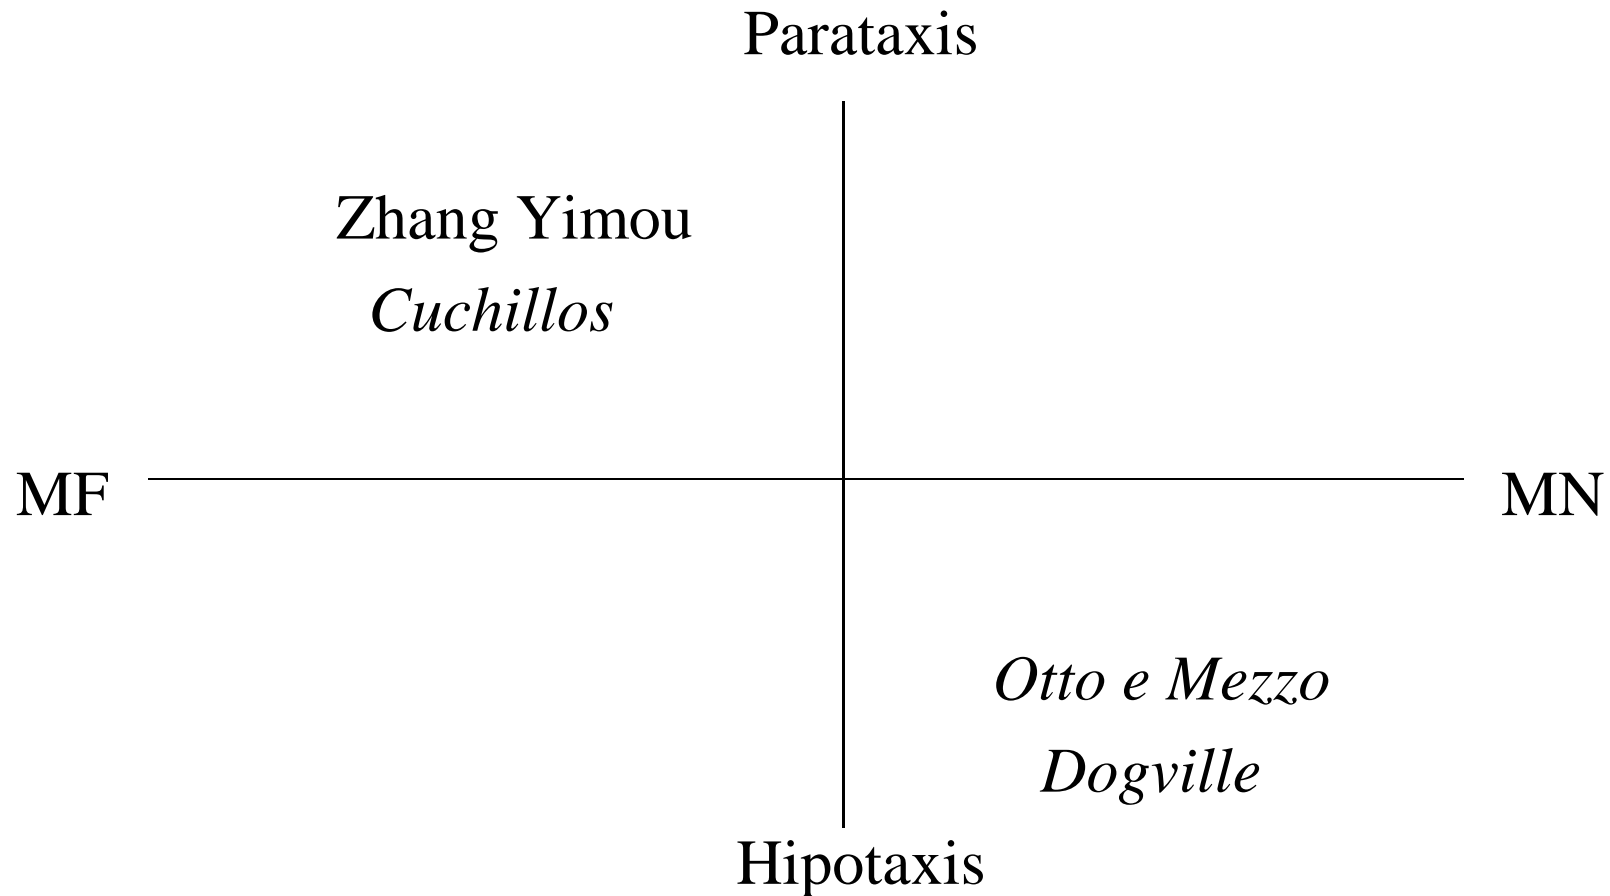 Parataxis
Zhang Yimou
Cuchillos
MF
MN
Otto e Mezzo
Dogville
Hipotaxis